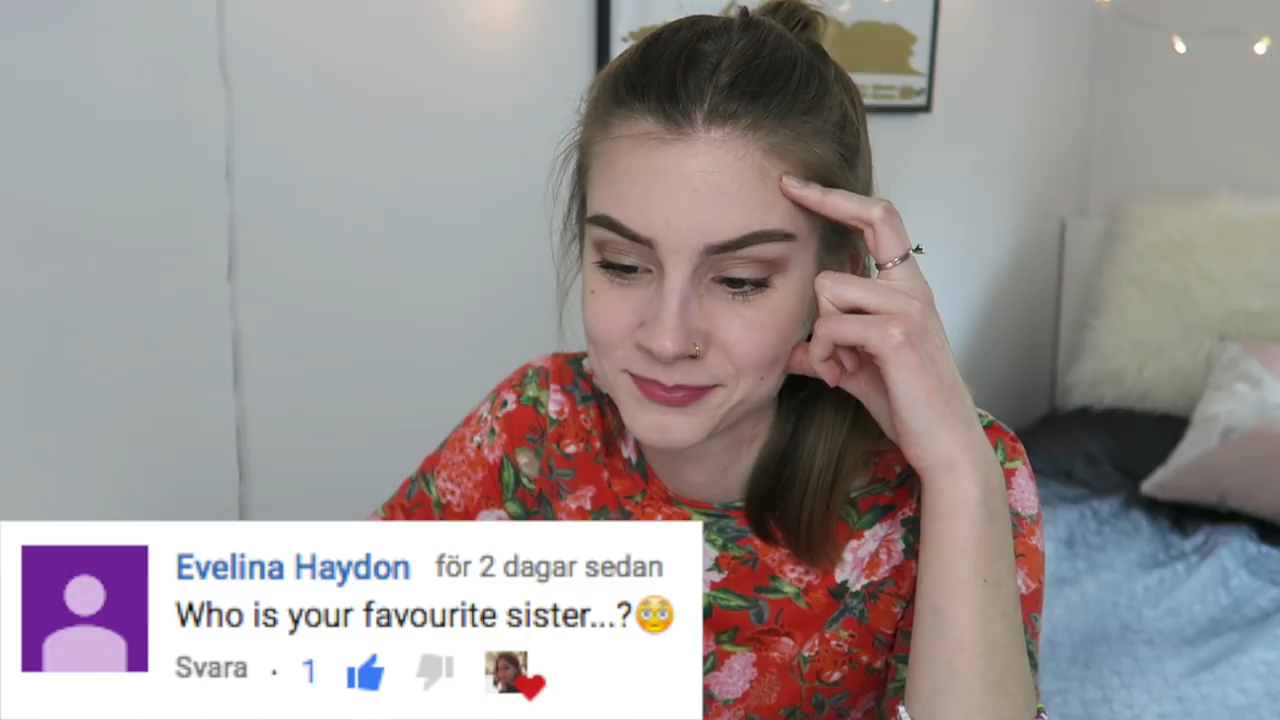 Evelina Haydon för 2 dagar sedan
Who is your favourite sister...?😳
Svara · 1